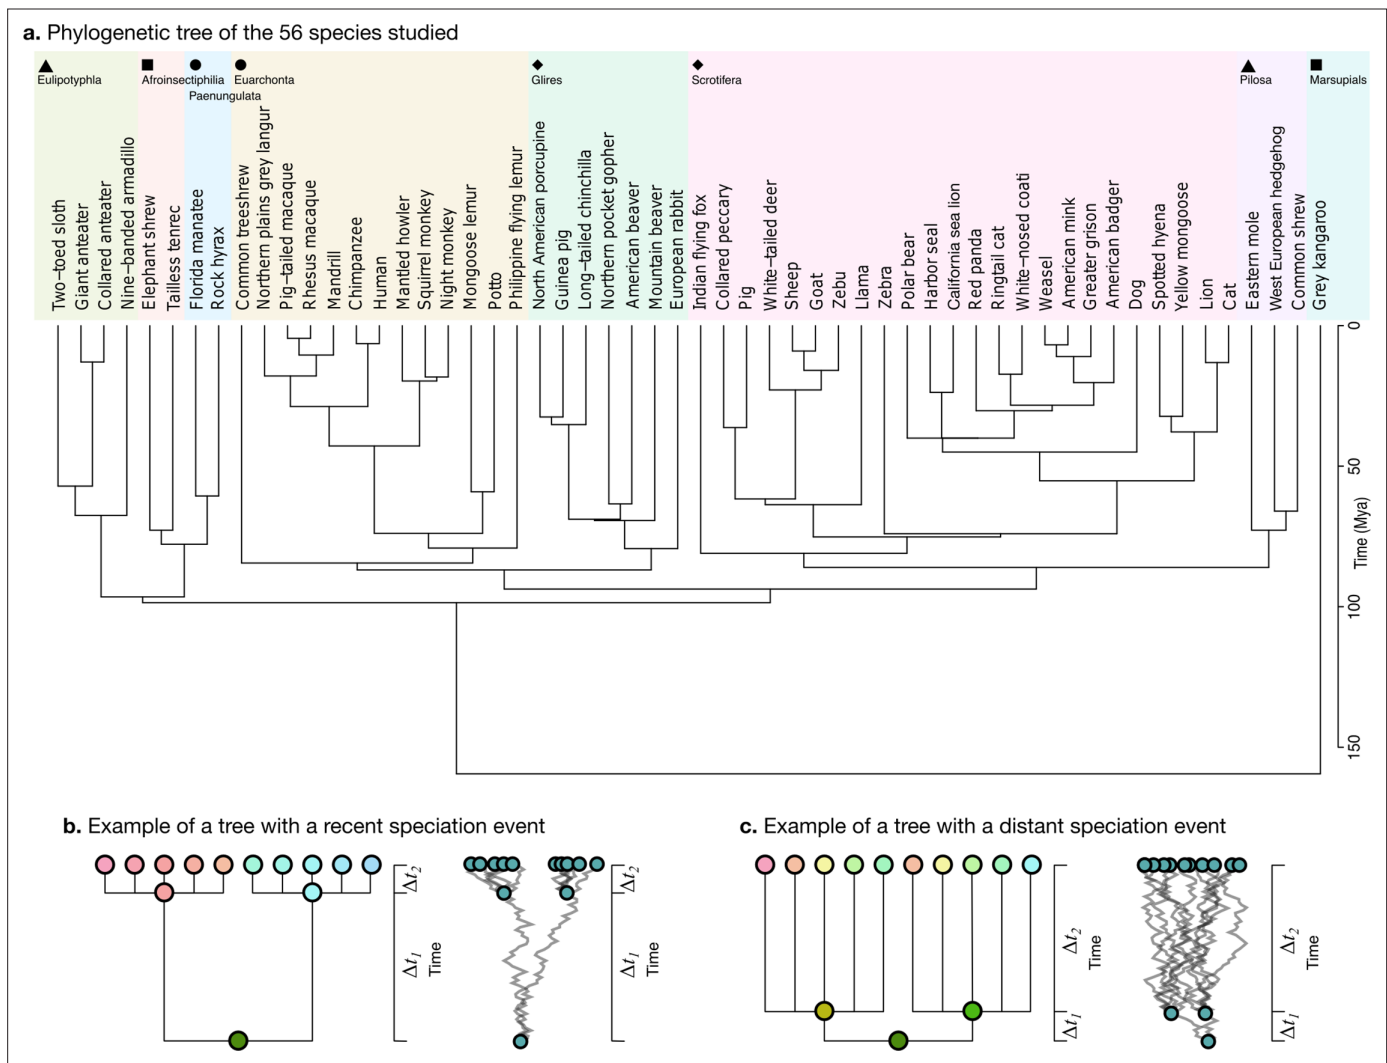 a. Phylogenetic tree of the 56 species studied
Eulipotyphla
Afroinsectiphilia
Paenungulata
Euarchonta
Glires
Scrotifera
Pilosa
Marsupials
Two−toed sloth
Giant anteater
Collared anteater
Nine−banded armadillo
Elephant shrew
Tailless tenrec
Florida manatee
Rock hyrax
Common treeshrew
Northern plains grey langur
Pig−tailed macaque
Rhesus macaque
Mandrill
Chimpanzee
Human
Mantled howler
Squirrel monkey
Night monkey
Mongoose lemur
Potto
Philippine flying lemur
North American porcupine
Guinea pig
Long−tailed chinchilla
Northern pocket gopher
American beaver
Mountain beaver
European rabbit
Indian flying fox
Collared peccary
Pig
White−tailed deer
Sheep
Goat
Zebu
Llama
Zebra
Polar bear
Harbor seal
California sea lion
Red panda
Ringtail cat
White−nosed coati
Weasel
American mink
Greater grison
American badger
Dog
Spotted hyena
Yellow mongoose
Lion
Cat
Eastern mole
West European hedgehog
Common shrew
Grey kangaroo
0
50
100
150
Time (Mya)
b. Example of a tree with a recent speciation event
Δt2
Δt1
Time
Δt2
Δt1
Time
c. Example of a tree with a distant speciation event
Δt2
Δt1
Time
Δt2
Δt1
Time